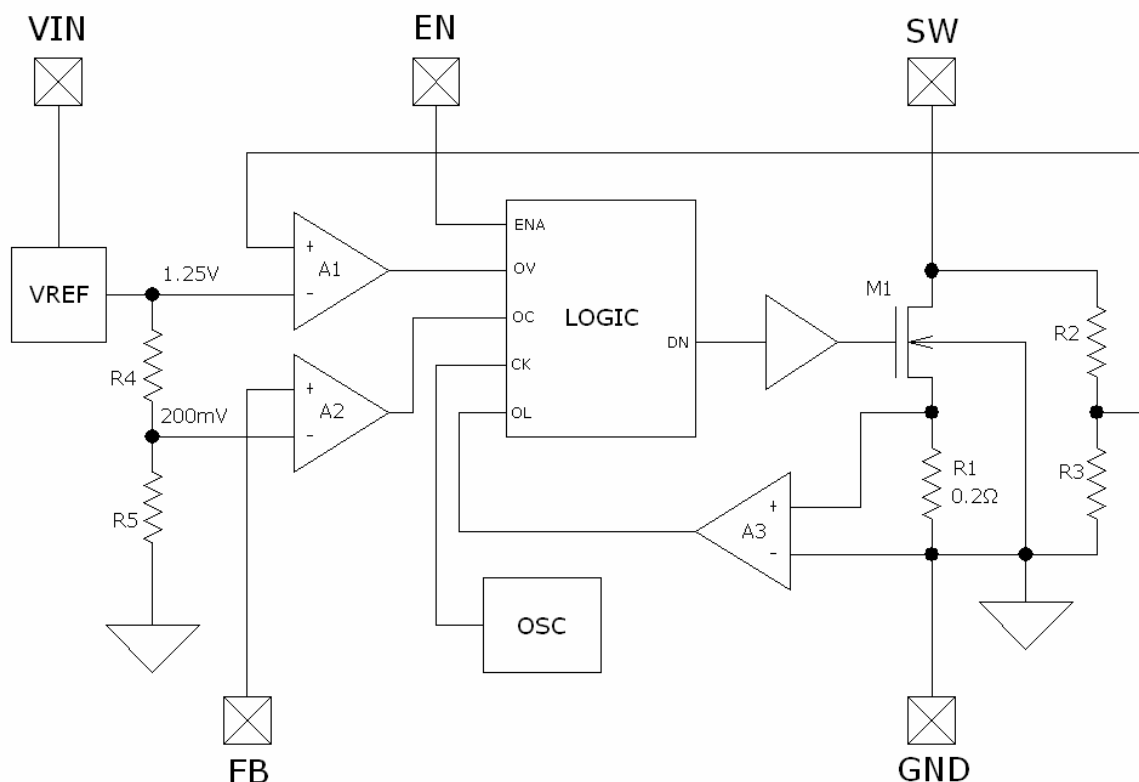 VIN
EN
SW
ENA
1.25V
+
A1
-
OV
M1
VREF
OC
LOGIC
R2
R4
CK
DN
200mV
+
A2
-
OL
R1
0.2Ω
R3
R5
+
A3
-
OSC
FB
GND